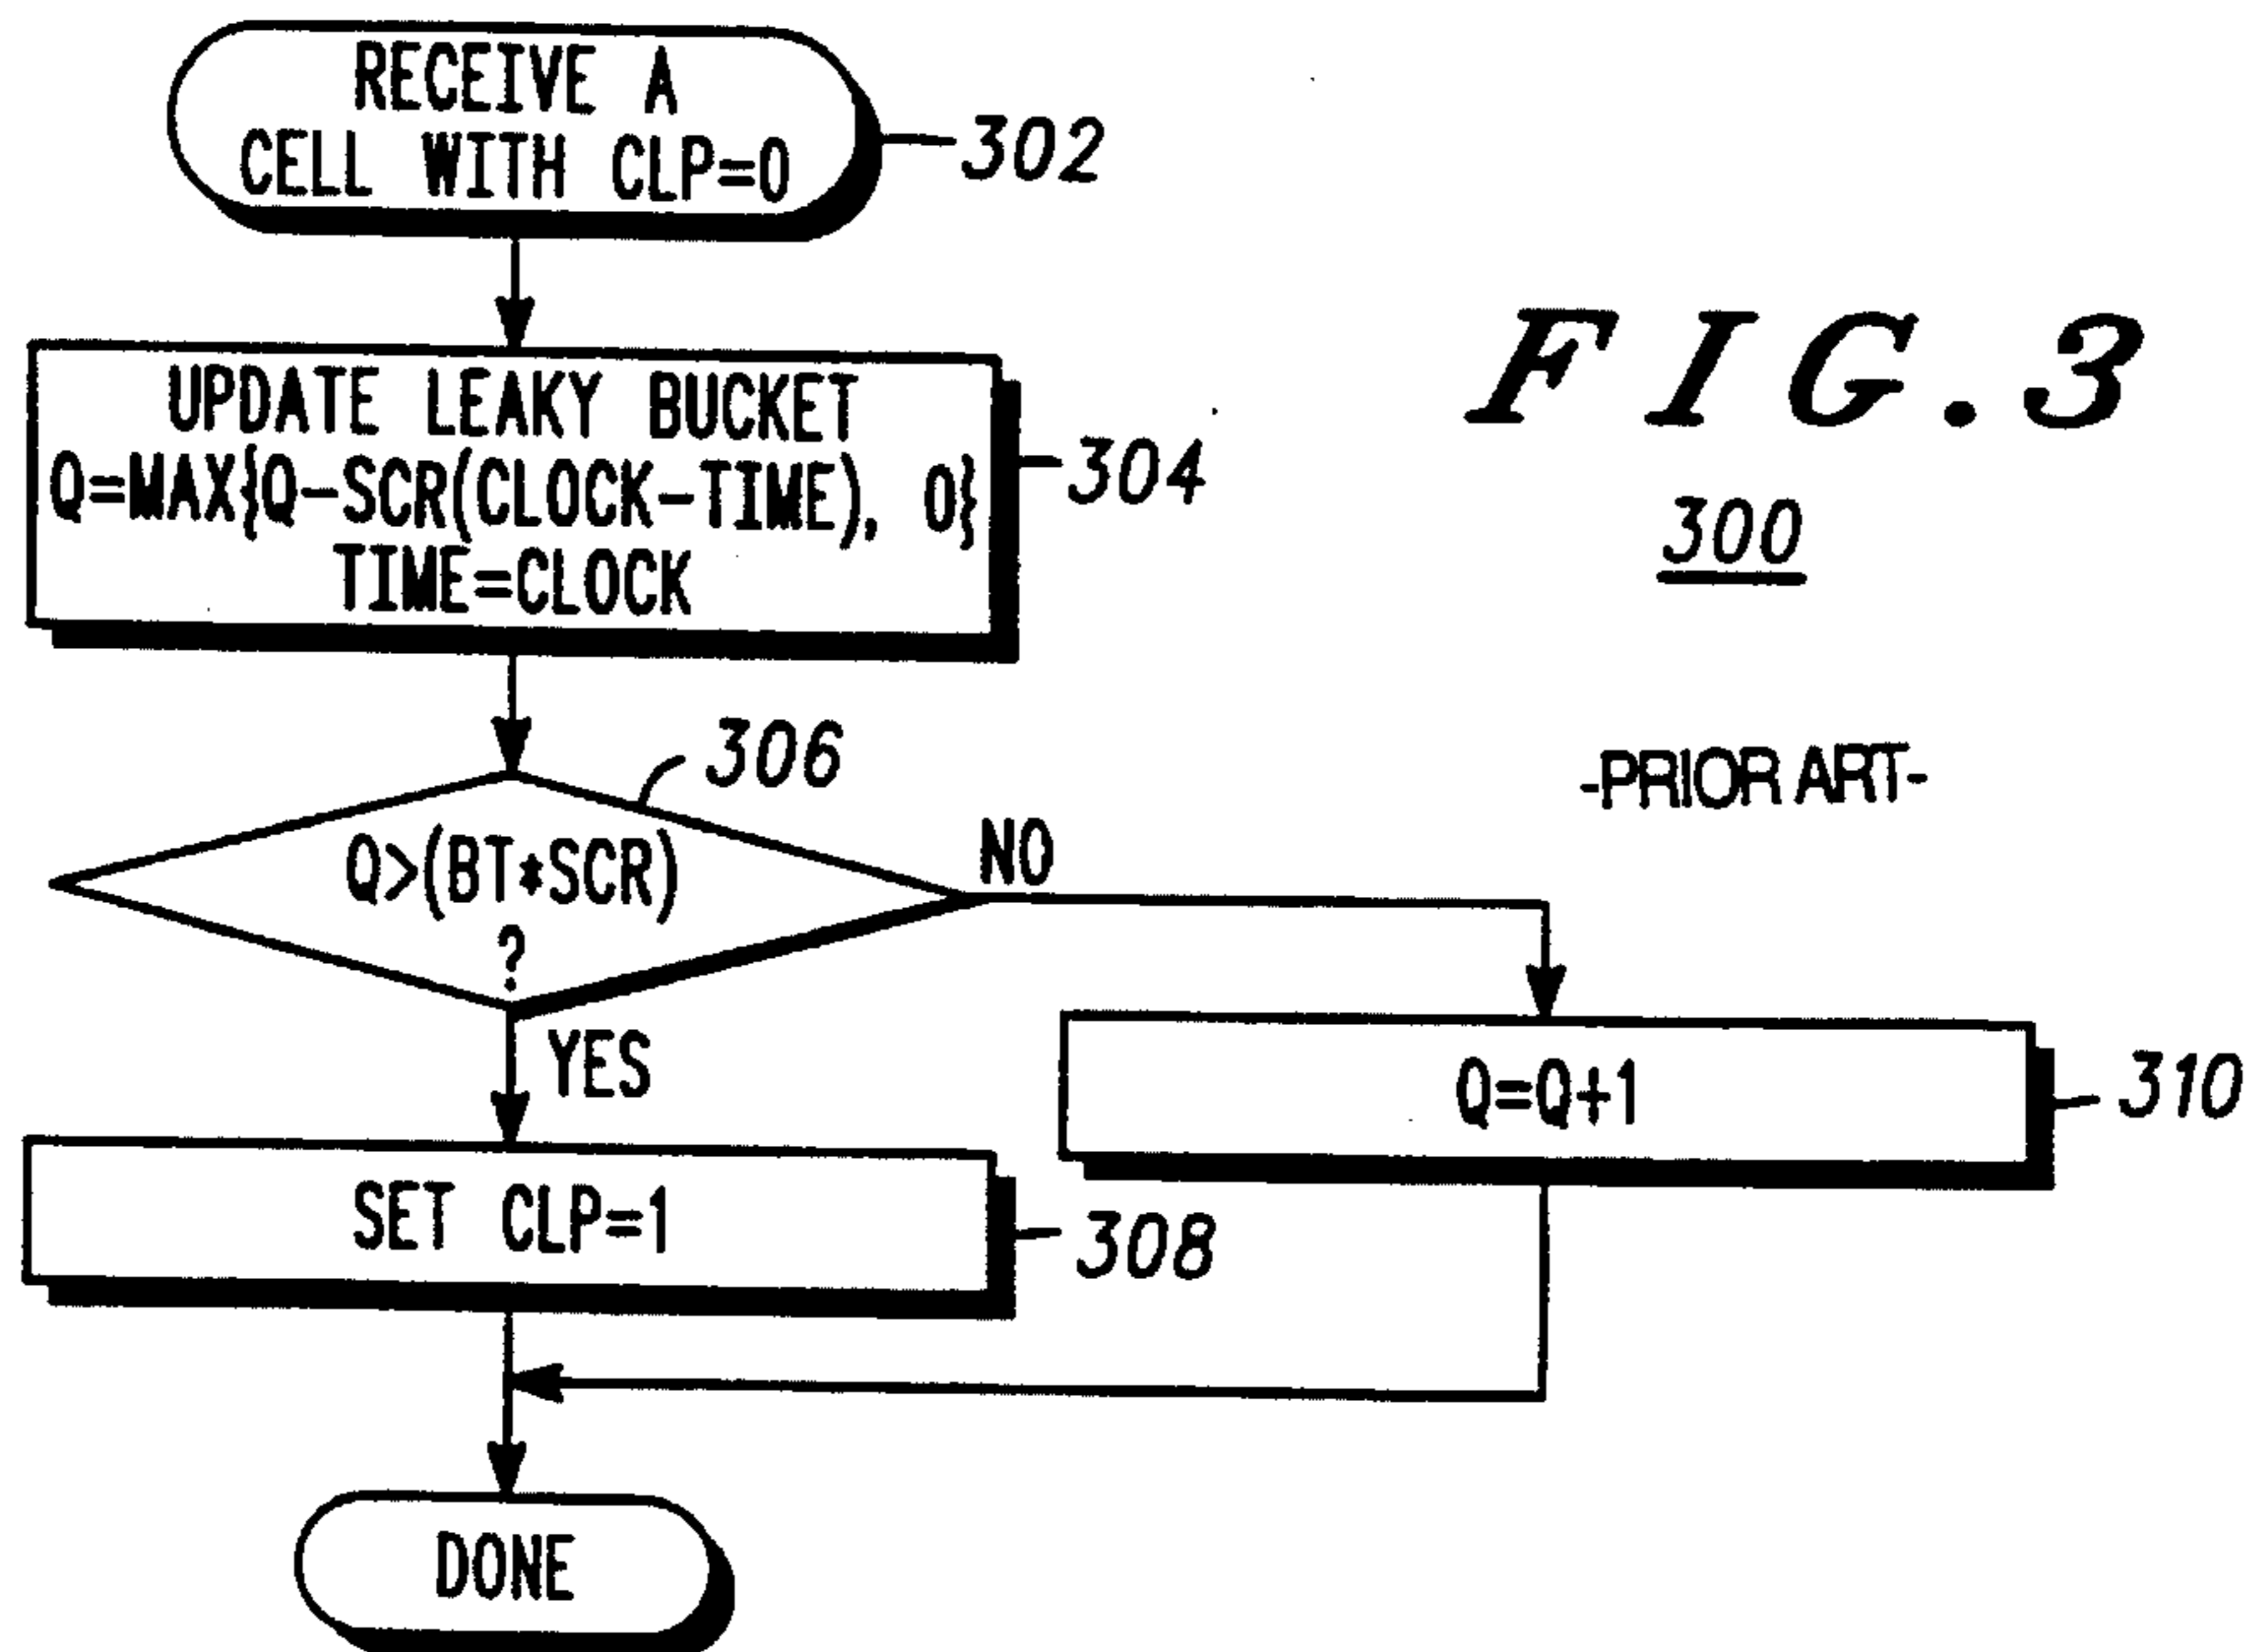 RECEIVE A
CELL WITH CLP=0
302
UPDATE LEAKY BUCKET
Q=MAX{Q-SCR(CLOCK-TIME), 0}
TIME=CLOCK
304
FIG.3
300
-PRIOR ART-
306
Q>(BT*SCR)
?
NO
YES
Q=Q+1
310
SET CLP=1
308
DONE